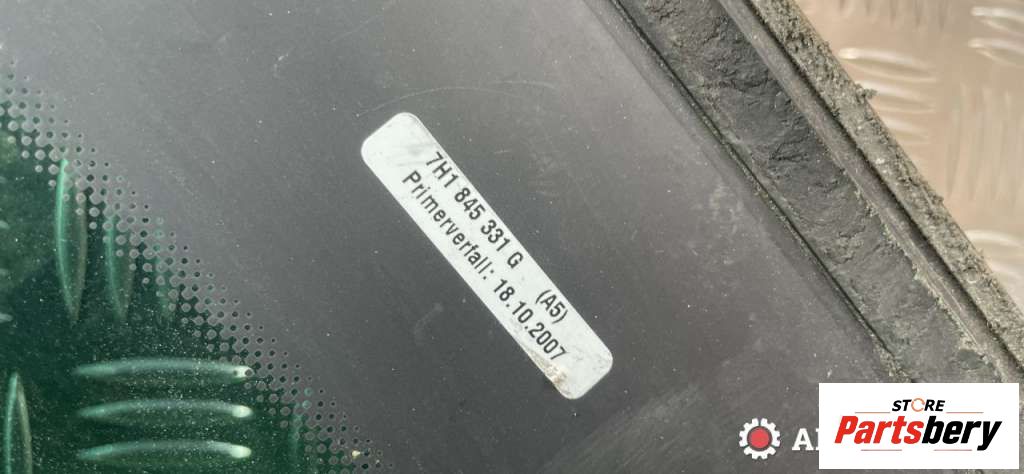 7H1 845 331 G (A5)
Primerverfall: 18.10.2007
STORE
Partsbery